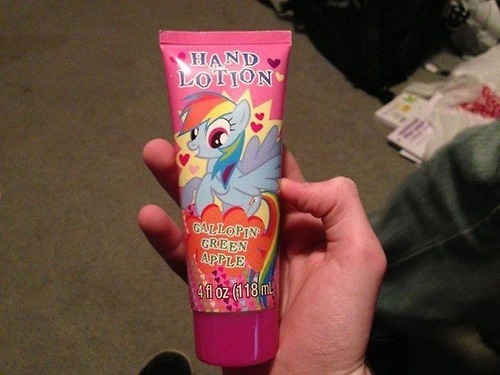 HAND
LOTION
GALLOPIN'
GREEN
APPLE
4 fl oz (118 mL